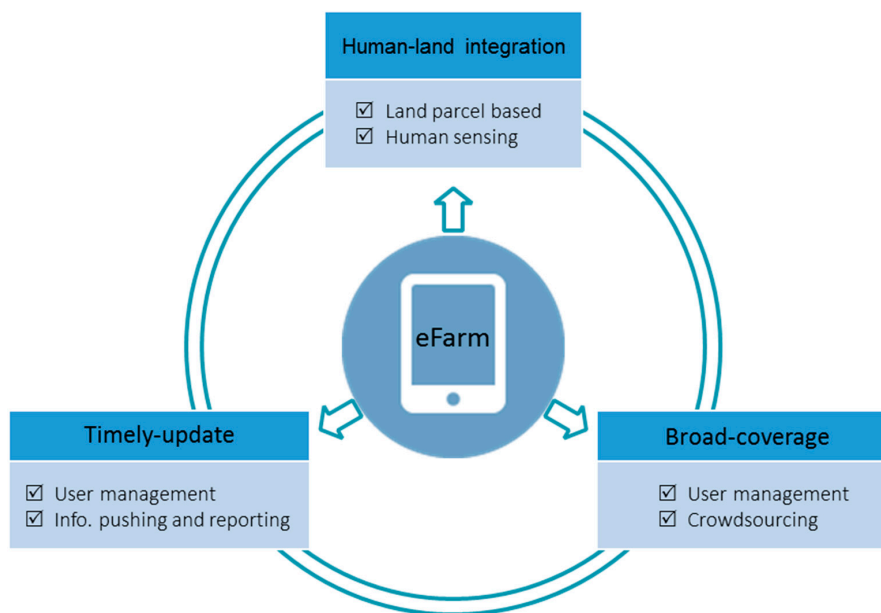 Human-land integration
☑ Land parcel based
☑ Human sensing
eFarm
Timely-update
☑ User management
☑ Info. pushing and reporting
Broad-coverage
☑ User management
☑ Crowdsourcing